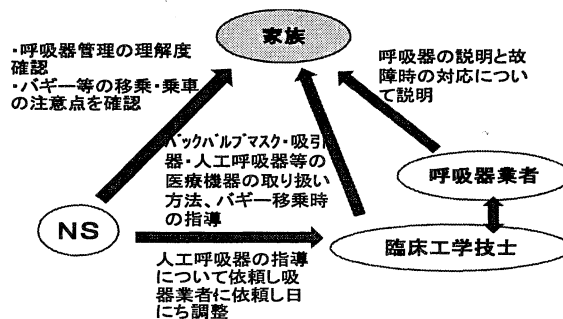 家族
・呼吸器管理の理解度
確認
・バギー等の移乗・乗車
の注意点を確認
呼吸器の説明と故
障時の対応につい
て説明
バックバルブマスク・吸引
器・人工呼吸器等の
医療機器の取り扱い
方法、バギー移乗時
の指導
呼吸器業者
NS
臨床工学技士
人工呼吸器の指導
について依頼し吸
器業者に依頼し日
にち調整